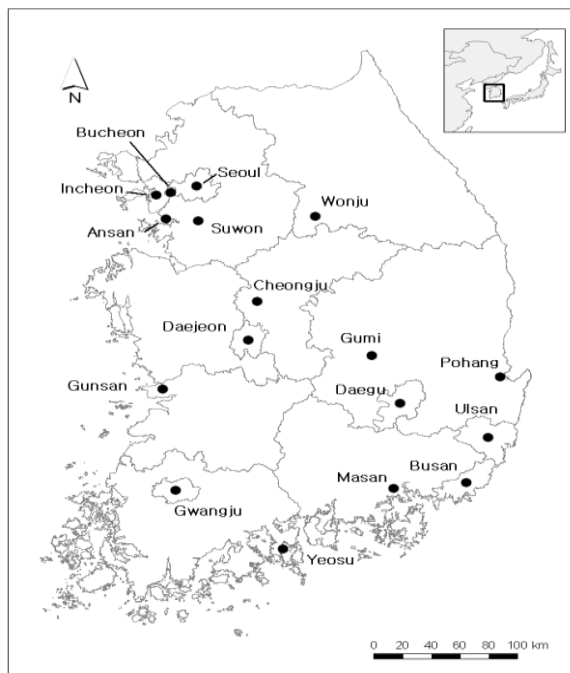 N
Bucheon
Seoul
Incheon
Wonju
Ansan
Suwon
Cheongju
Daejeon
Gumi
Pohang
Gunsan
Daegu
Ulsan
Masan
Busan
Gwangju
Yeosu
0 20 40 60 80 100 km